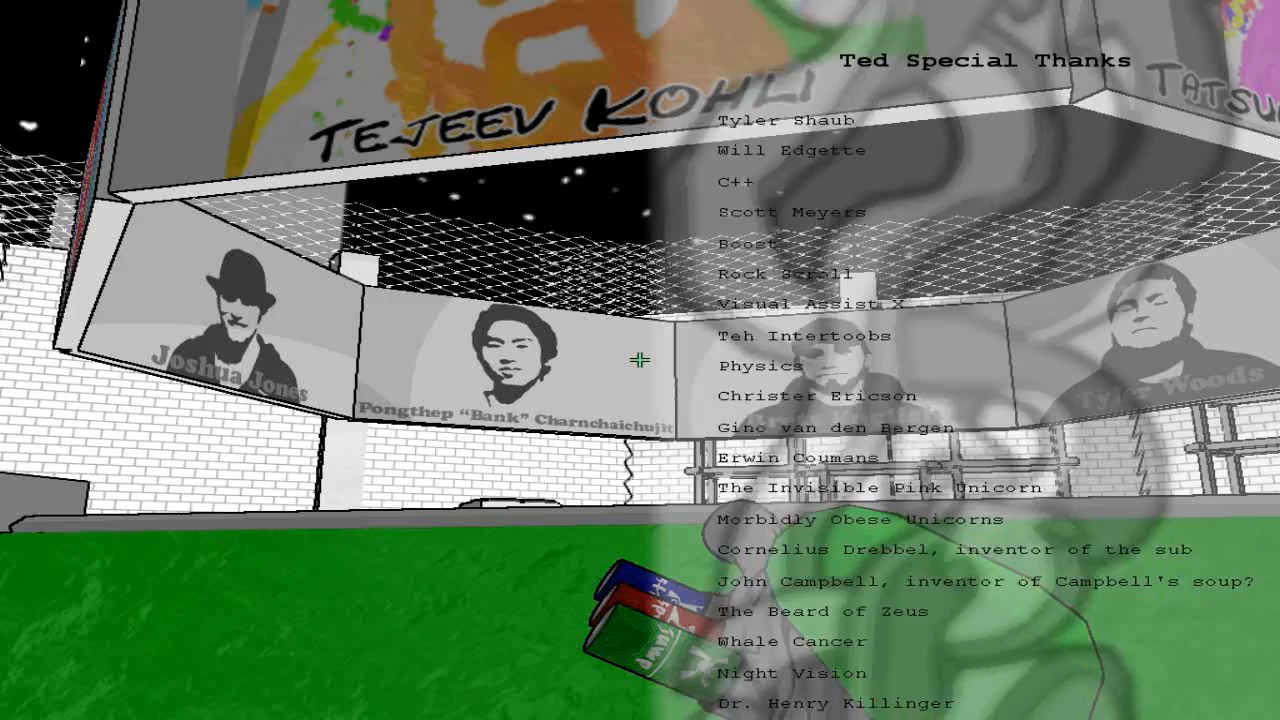 Ted Special Thanks
TEJEEV KOHLI
TATSU
Tyler Shaub
Will Edgette
C++
Scott Meyers
Boost
Rock Scroll
Visual Assist X
Teh Intertoobs
Physics
Christer Ericson
Gino van den Bergen
Erwin Coumans
The Invisible Pink Unicorn
Morbidly Obese Unicorns
Cornelius Drebbel, inventor of the sub
John Campbell, inventor of Campbell's soup?
The Beard of Zeus
Whale Cancer
Night Vision
Dr. Henry Killinger
Joshua Jones
Pongthep “Bank” Charnchaichujit
Tyler Woods